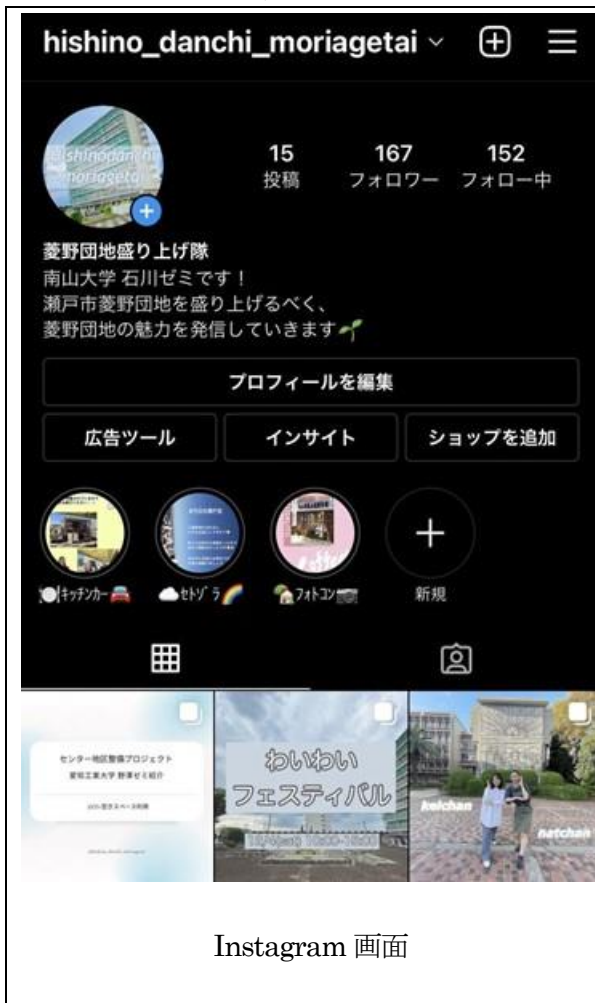 hishino_danchi_moriagetai
hishinodanchi
moriagetai
15
167
152
投稿
フォロワー
フォロー中
菱野団地盛り上げ隊
南山大学 石川ゼミです!
瀬戸市菱野団地を盛り上げるべく、
菱野団地の魅力を発信していきます🌱
プロフィールを編集
広告ツール
インサイト
ショップを追加
🍽️キッチンカー🚘
☁️セトゾラ🌈
🏡フォトコン📷
新規
センター地区整備プロジェクト
愛知工業大学 野澤ゼミ紹介
わいわい
フェスティバル
keichan
natchan
Instagram 画面